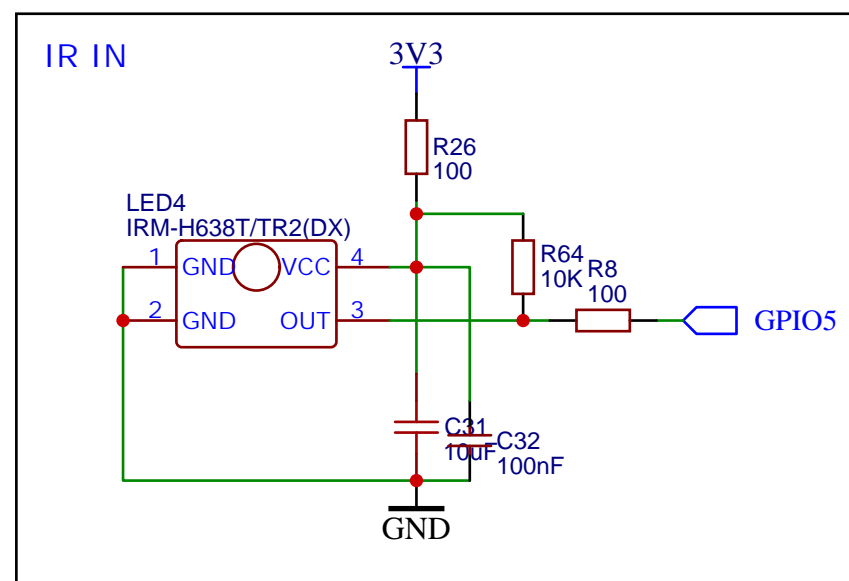 IR IN
3V3
R26
100
LED4
IRM-H638T/TR2(DX)
1
GND
VCC
4
2
GND
OUT
3
R64
10K
R8
100
GPIO5
C31
10uF
C32
100nF
GND